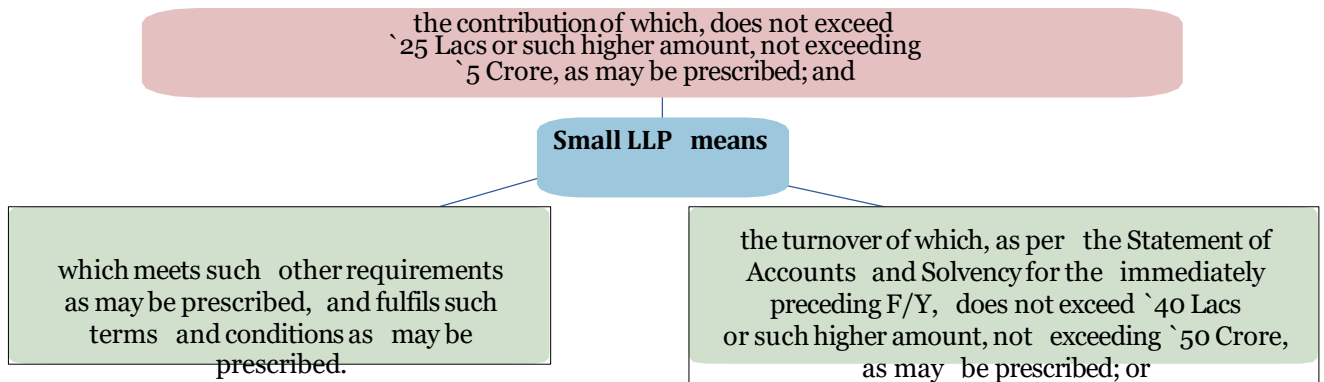 the contribution of which, does not exceed
`25 Lacs or such higher amount, not exceeding
`5 Crore, as may be prescribed; and
Small LLP means
which meets such other requirements
as may be prescribed, and fulfils such
terms and conditions as may be
prescribed.
the turnover of which, as per the Statement of
Accounts and Solvency for the immediately
preceding F/Y, does not exceed `40 Lacs
or such higher amount, not exceeding `50 Crore,
as may be prescribed; or